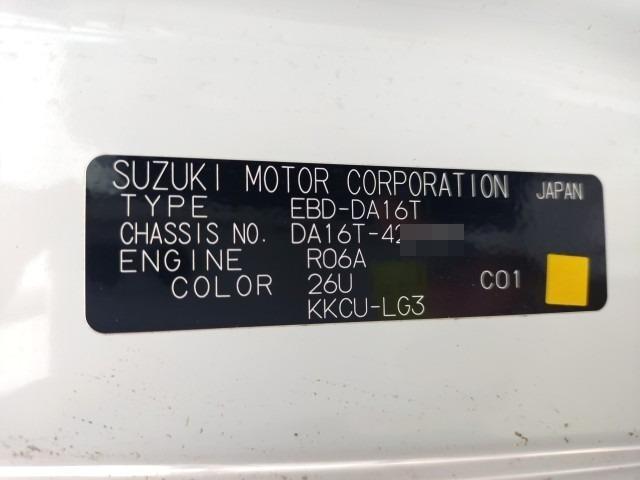 SUZUKI MOTOR CORPORATION JAPAN
TYPE EBD-DA16T
CHASSIS NO. DA16T-42
ENGINE R06A
COLOR 26U C01
KKCU-LG3